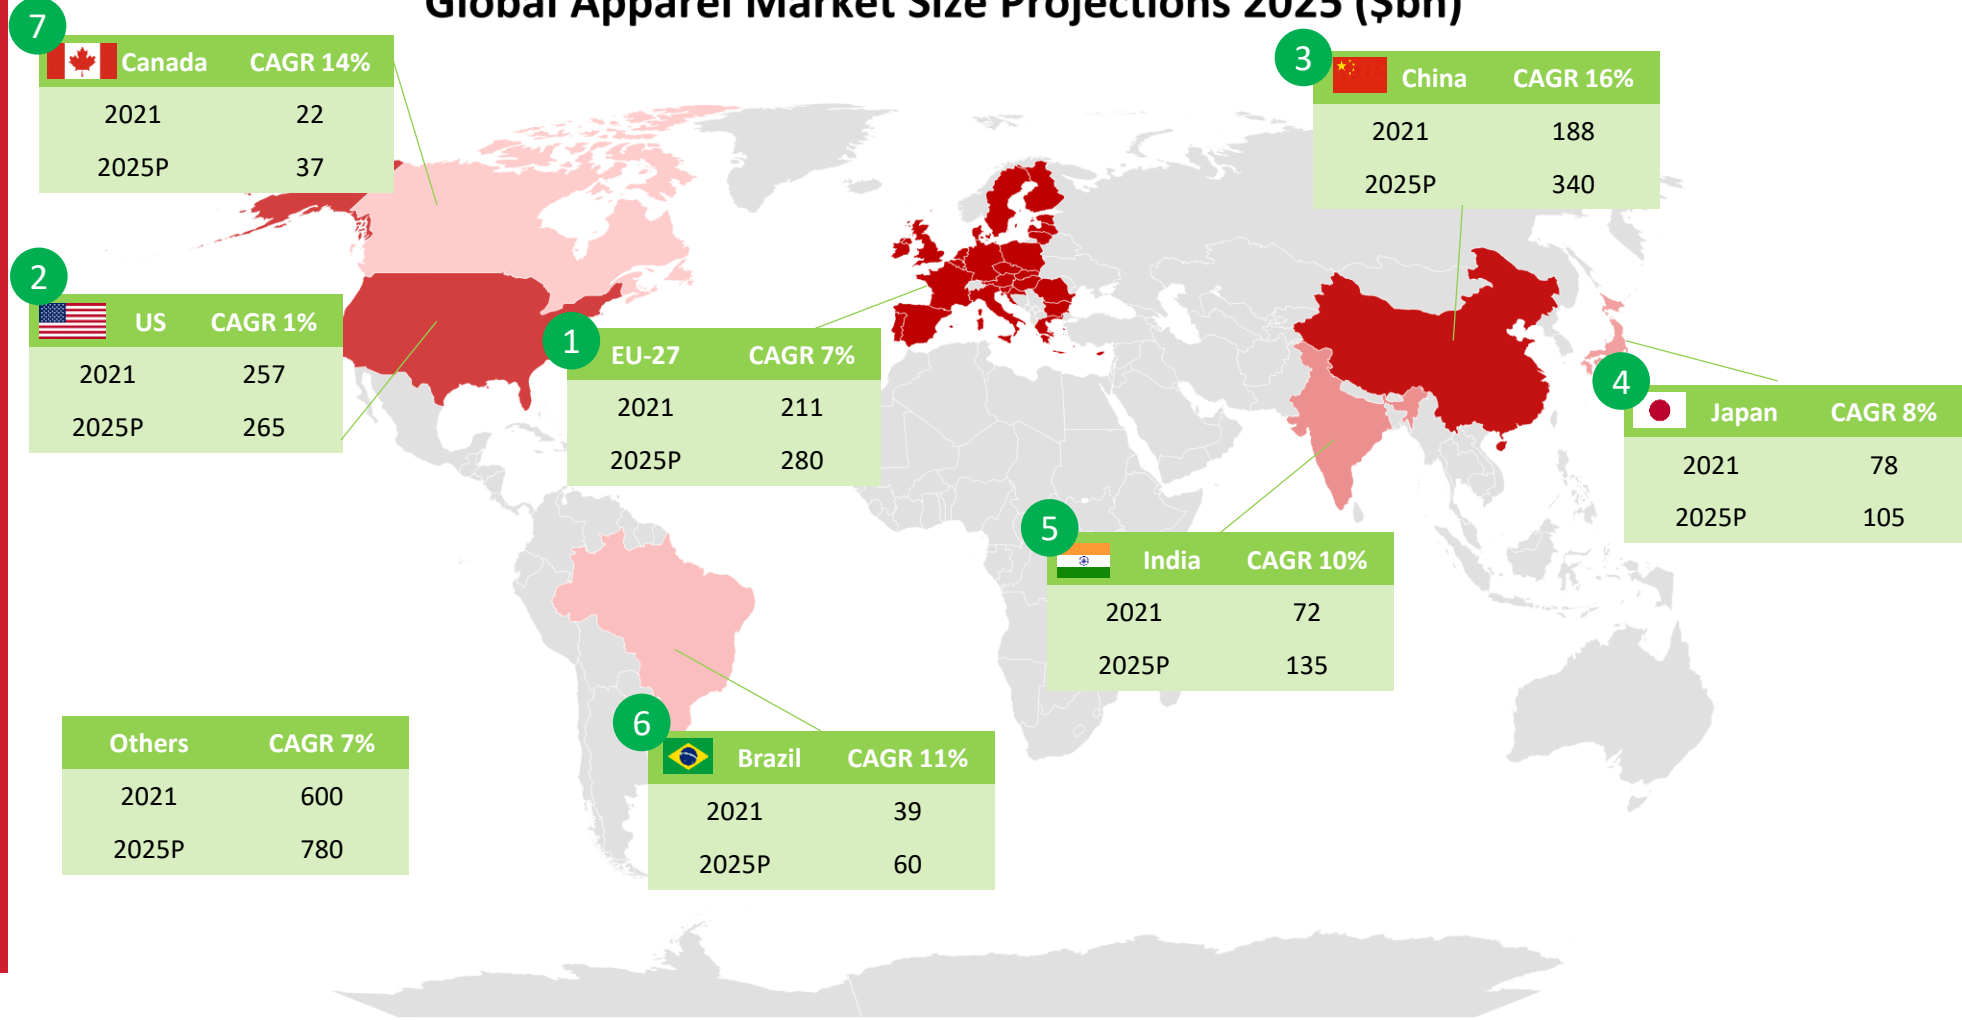 Global Apparel Market Size Projections 2025 ($bn)
7
Canada CAGR 14%
2021 22
2025P 37
3
China CAGR 16%
2021 188
2025P 340
2
US CAGR 1%
2021 257
2025P 265
1
EU-27 CAGR 7%
2021 211
2025P 280
4
Japan CAGR 8%
2021 78
2025P 105
5
India CAGR 10%
2021 72
2025P 135
6
Brazil CAGR 11%
2021 39
2025P 60
Others CAGR 7%
2021 600
2025P 780